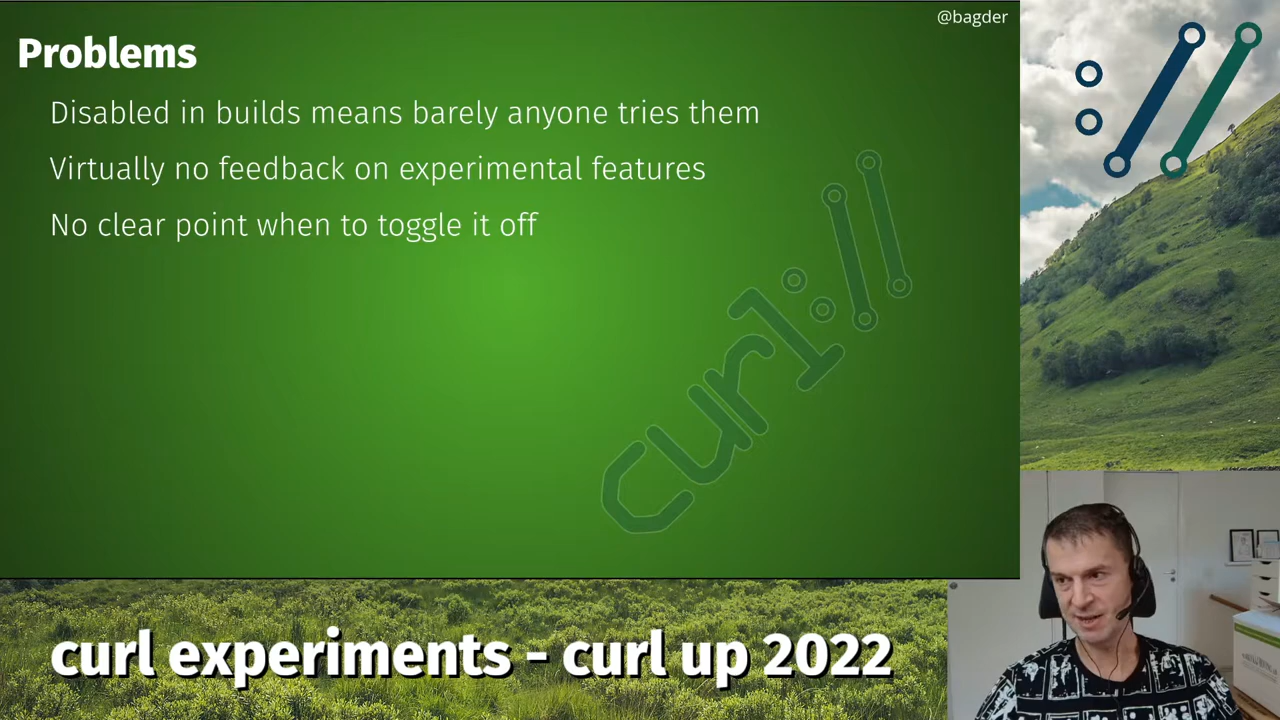 @bagder
Problems
Disabled in builds means barely anyone tries them
Virtually no feedback on experimental features
No clear point when to toggle it off
curl://
curl experiments - curl up 2022